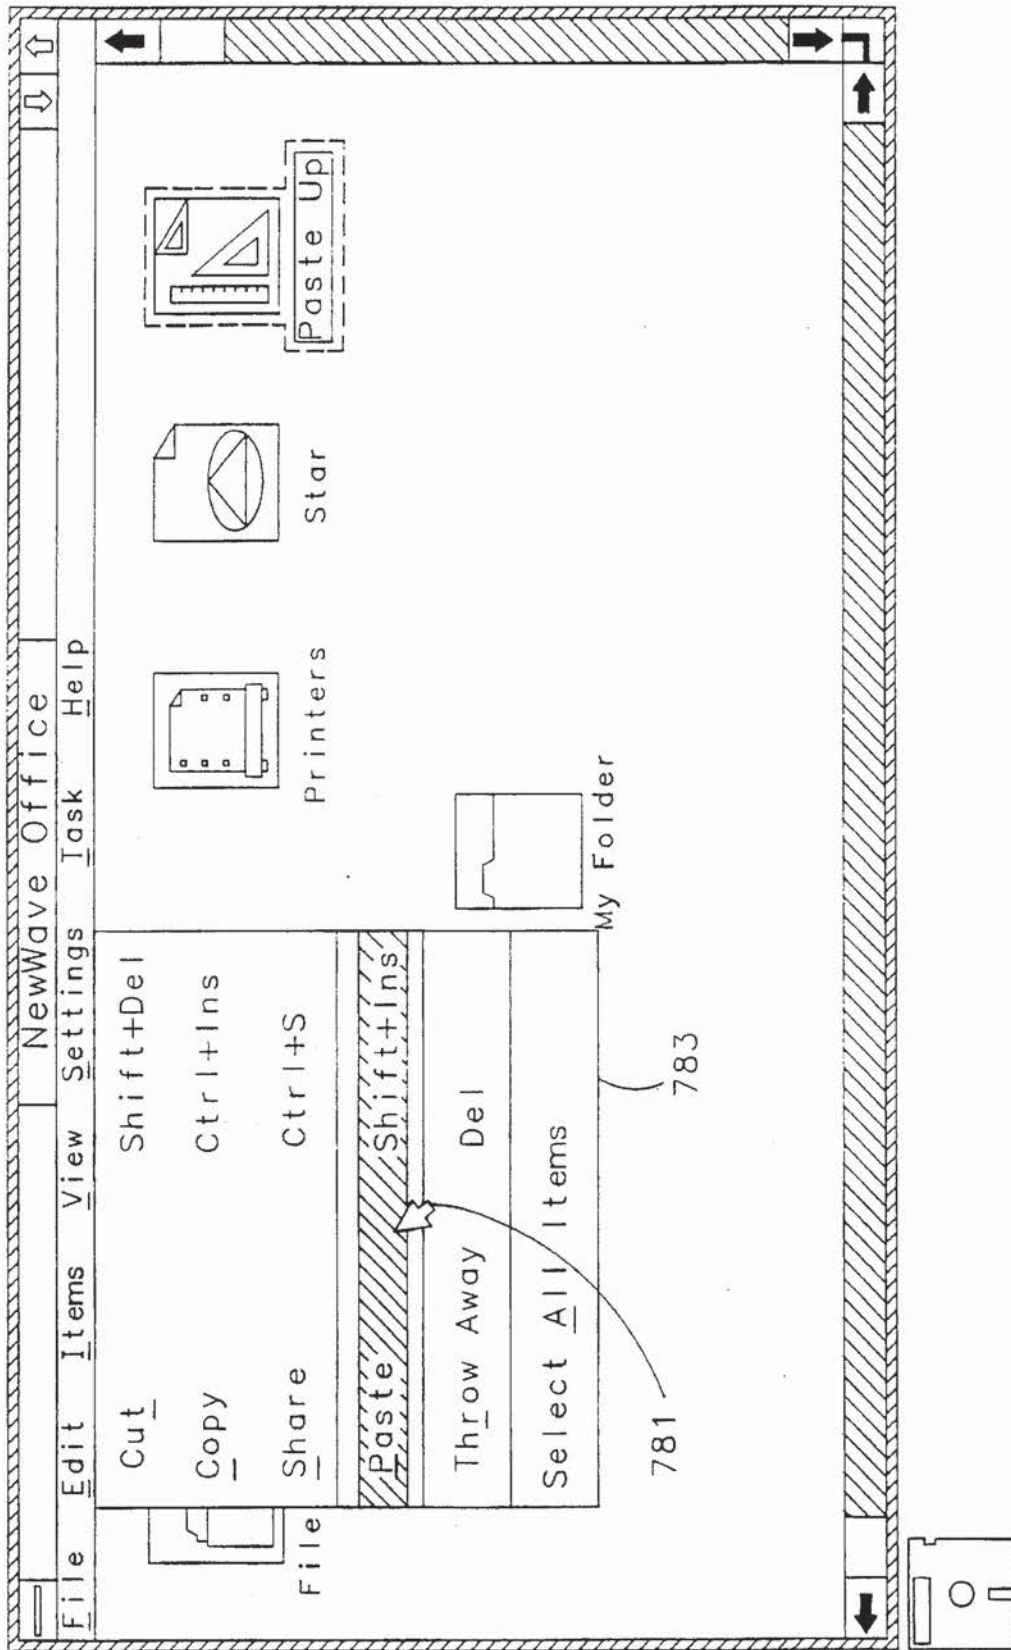 NewWave Office
File Edit Items View Settings Task Help
Cut Shift+Del
Copy Ctrl+Ins
Share Ctrl+S
Paste Shift+Ins
Throw Away Del
Select All Items
File
Printers
Star
Paste Up
My Folder
781
783